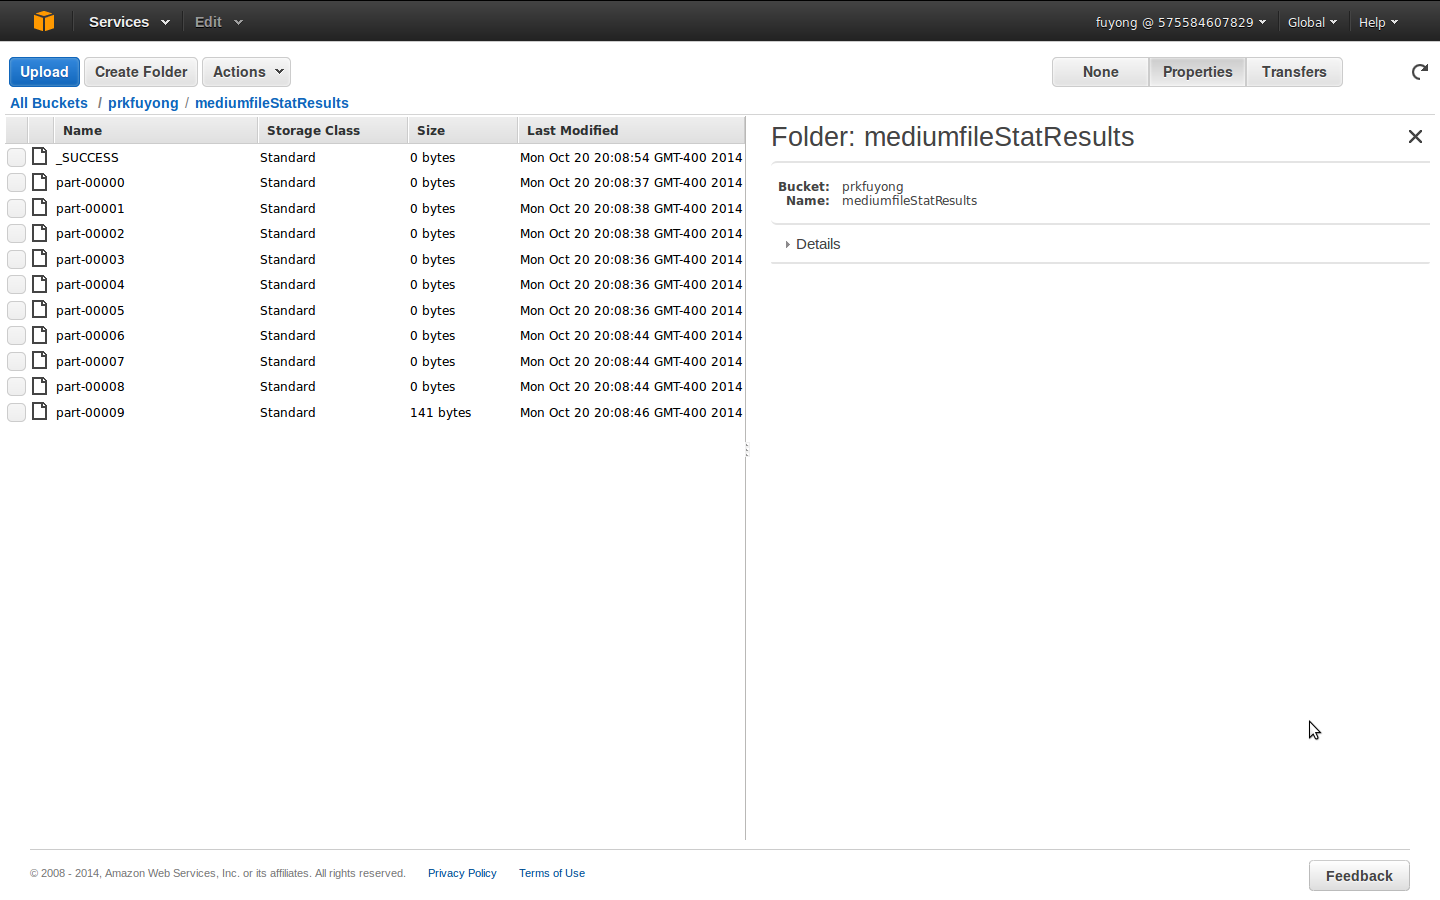 Services Edit fuyong @ 575584607829 Global Help
Upload Create Folder Actions None Properties Transfers
All Buckets / prkfuyong / mediumfileStatResults
Name Storage Class Size Last Modified
_SUCCESS Standard 0 bytes Mon Oct 20 20:08:54 GMT-400 2014
part-00000 Standard 0 bytes Mon Oct 20 20:08:37 GMT-400 2014
part-00001 Standard 0 bytes Mon Oct 20 20:08:38 GMT-400 2014
part-00002 Standard 0 bytes Mon Oct 20 20:08:38 GMT-400 2014
part-00003 Standard 0 bytes Mon Oct 20 20:08:36 GMT-400 2014
part-00004 Standard 0 bytes Mon Oct 20 20:08:36 GMT-400 2014
part-00005 Standard 0 bytes Mon Oct 20 20:08:36 GMT-400 2014
part-00006 Standard 0 bytes Mon Oct 20 20:08:44 GMT-400 2014
part-00007 Standard 0 bytes Mon Oct 20 20:08:44 GMT-400 2014
part-00008 Standard 0 bytes Mon Oct 20 20:08:44 GMT-400 2014
part-00009 Standard 141 bytes Mon Oct 20 20:08:46 GMT-400 2014
Folder: mediumfileStatResults
Bucket: prkfuyong
Name: mediumfileStatResults
Details
© 2008 - 2014, Amazon Web Services, Inc. or its affiliates. All rights reserved. Privacy Policy Terms of Use Feedback